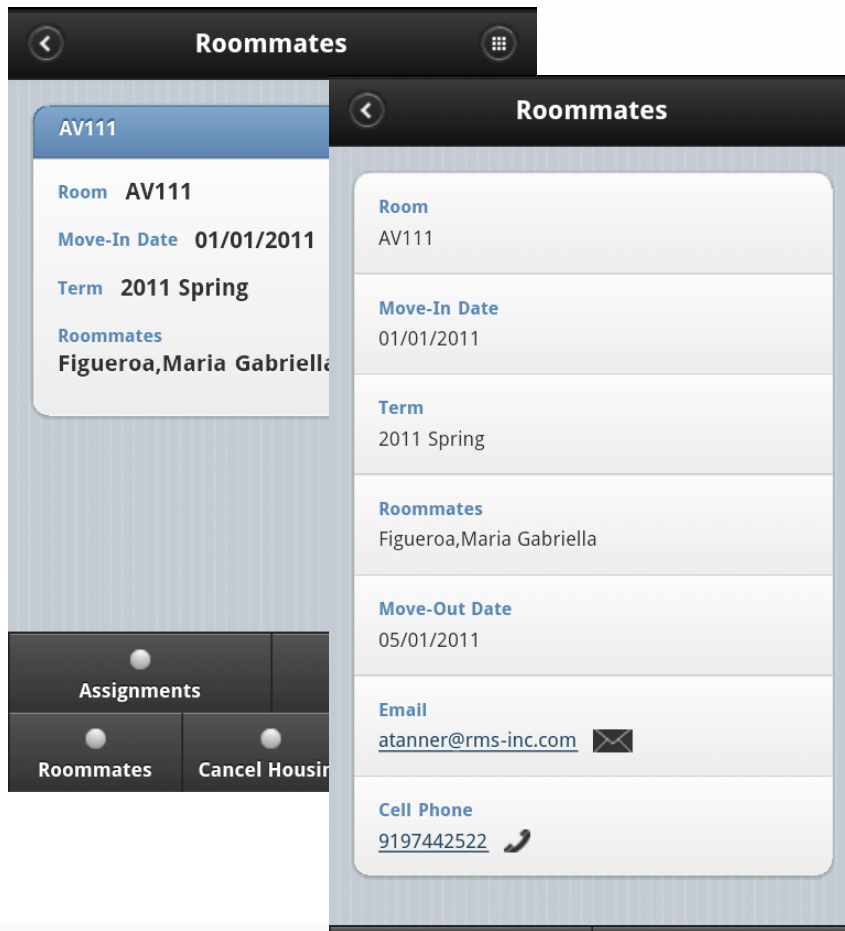 Roommates
AV111
Room AV111
Move-In Date 01/01/2011
Term 2011 Spring
Roommates
Figueroa,Maria Gabriella
Assignments
Roommates
Cancel Housin
Roommates
Room
AV111
Move-In Date
01/01/2011
Term
2011 Spring
Roommates
Figueroa,Maria Gabriella
Move-Out Date
05/01/2011
Email
atanner@rms-inc.com
Cell Phone
9197442522